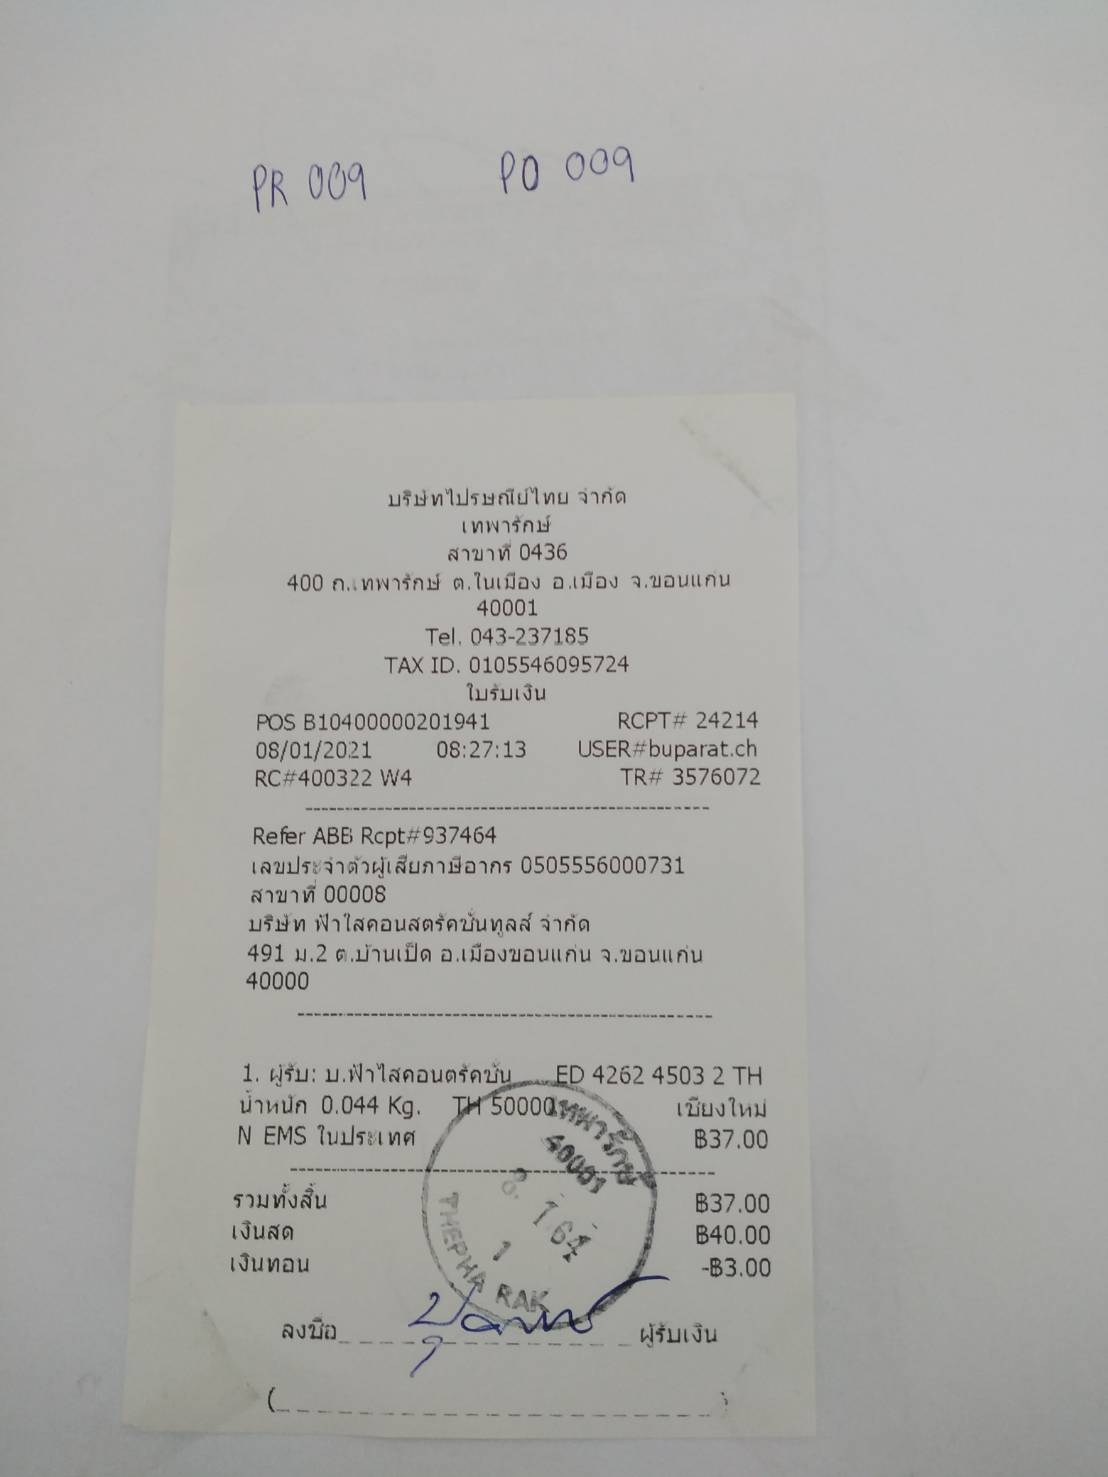 PR 009 PO 009
บริษัทไปรษณีย์ไทย จำกัด
เทพารักษ์
สาขาที่ 0436
400 ถ.เทพารักษ์ ต.ในเมือง อ.เมือง จ.ขอนแก่น
40001
Tel. 043-237185
TAX ID. 0105546095724
ใบรับเงิน
POS B10400000201941 RCPT# 24214
08/01/2021 08:27:13 USER#buparat.ch
RC#400322 W4 TR# 3576072
Refer ABB Rcpt#937464
เลขประจำตัวผู้เสียภาษีอากร 0505556000731
สาขาที่ 00008
บริษัท ฟ้าใสคอนสตรัคชั่นทูลส์ จำกัด
491 ม.2 ต.บ้านเป็ด อ.เมืองขอนแก่น จ.ขอนแก่น
40000
1. ผู้รับ: บ.ฟ้าใสคอนตรัคชั่น ED 4262 4503 2 TH
น้ำหนัก 0.044 Kg. TH 50000 เชียงใหม่
N EMS ในประเทศ ฿37.00
รวมทั้งสิ้น ฿37.00
เงินสด ฿40.00
เงินทอน -฿3.00
เทพารักษ์
40001
8. 1 64
1
THEPHA RAK
ลงชื่อ ผู้รับเงิน